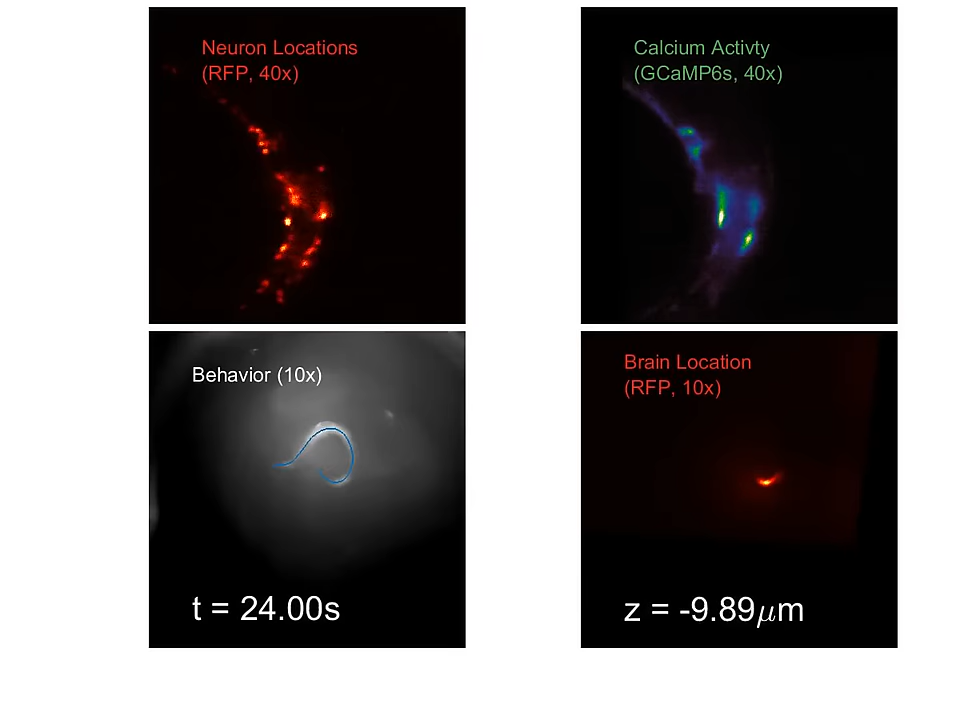 Neuron Locations
(RFP, 40x)
Calcium Activty
(GCaMP6s, 40x)
Behavior (10x)
t = 24.00s
Brain Location
(RFP, 10x)
z = -9.89μm